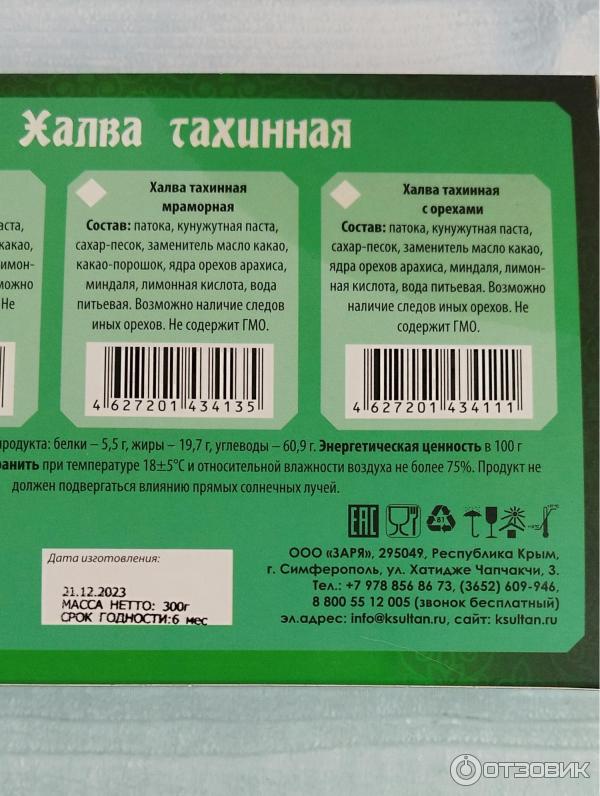 Халва тахинная
Халва тахинная
мраморная
Состав: патока, кунужутная паста,
сахар-песок, заменитель масло какао,
какао-порошок, ядра орехов арахиса,
миндаля, лимонная кислота, вода
питьевая. Возможно наличие следов
иных орехов. Не содержит ГМО.
4 627201 434135
Халва тахинная
с орехами
Состав: патока, кунужутная паста,
сахар-песок, заменитель масло какао,
ядра орехов арахиса, миндаля, лимон-
ная кислота, вода питьевая. Возможно
наличие следов иных орехов.
Не содержит ГМО.
4 627201 434111
продукта: белки – 5,5 г, жиры – 19,7 г, углеводы – 60,9 г. Энергетическая ценность в 100 г
при температуре 18±5°С и относительной влажности воздуха не более 75%. Продукт не
должен подвергаться влиянию прямых солнечных лучей.
EAC
81
ООО «ЗАРЯ», 295049, Республика Крым,
г. Симферополь, ул. Хатидже Чапчакчи, 3.
Тел.: +7 978 856 86 73, (3652) 609-946,
8 800 55 12 005 (звонок бесплатный)
эл.адрес: info@ksultan.ru, сайт: ksultan.ru
Дата изготовления:
21.12.2023
МАССА НЕТТО: 300г
СРОК ГОДНОСТИ:6 мес
ОТЗОВИК